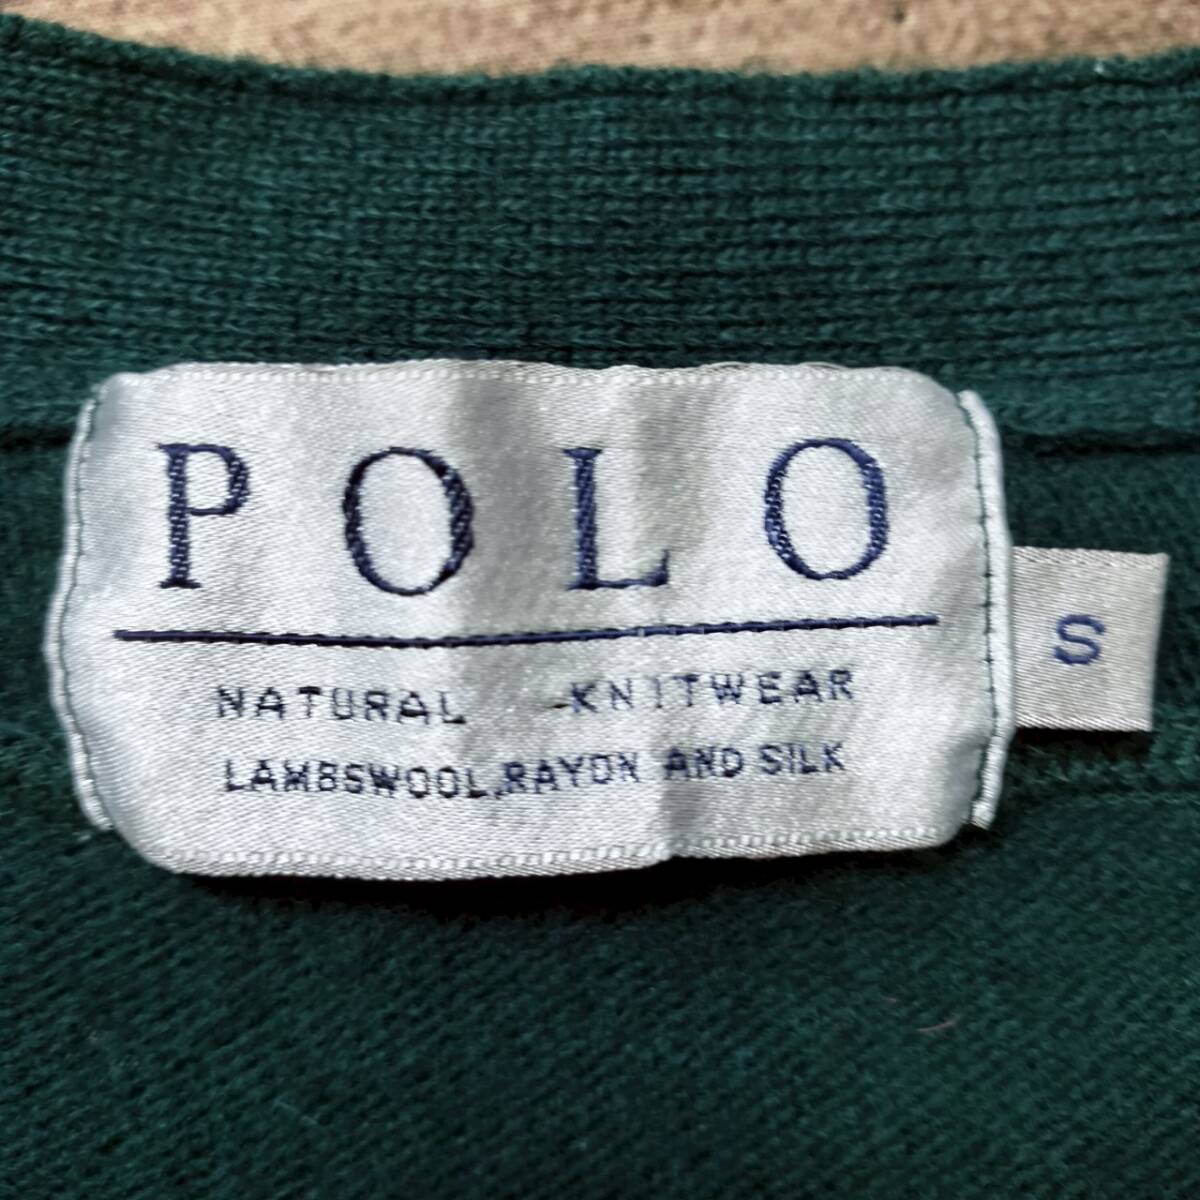 POLO
NATURAL -KNITWEAR
LAMBSWOOL,RAYON AND SILK
S